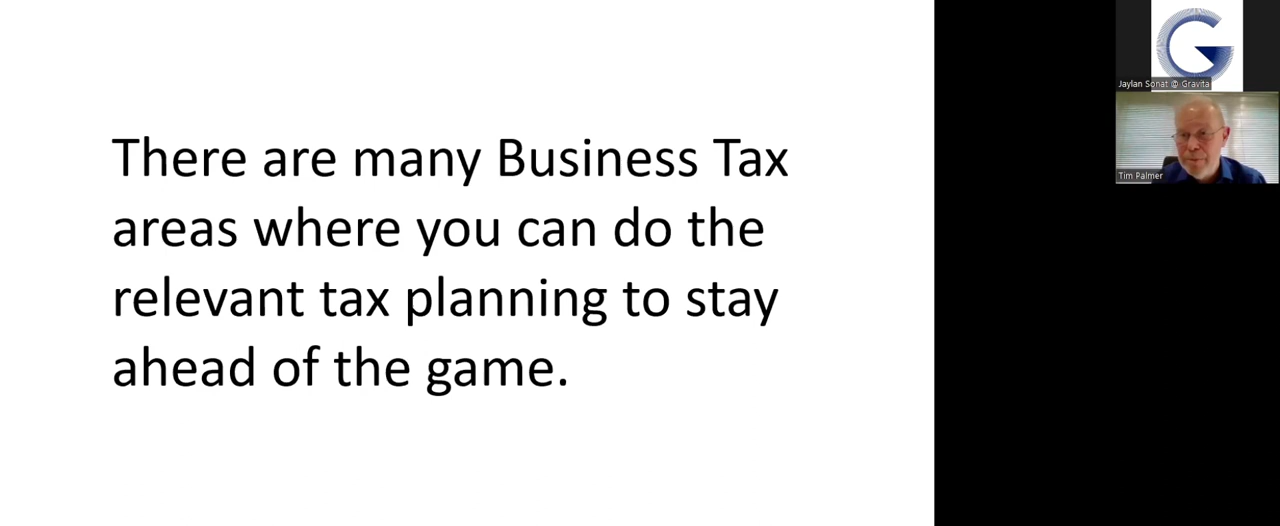 There are many Business Tax
areas where you can do the
relevant tax planning to stay
ahead of the game.
Jaylan Sonat @ Gravita
Tim Palmer